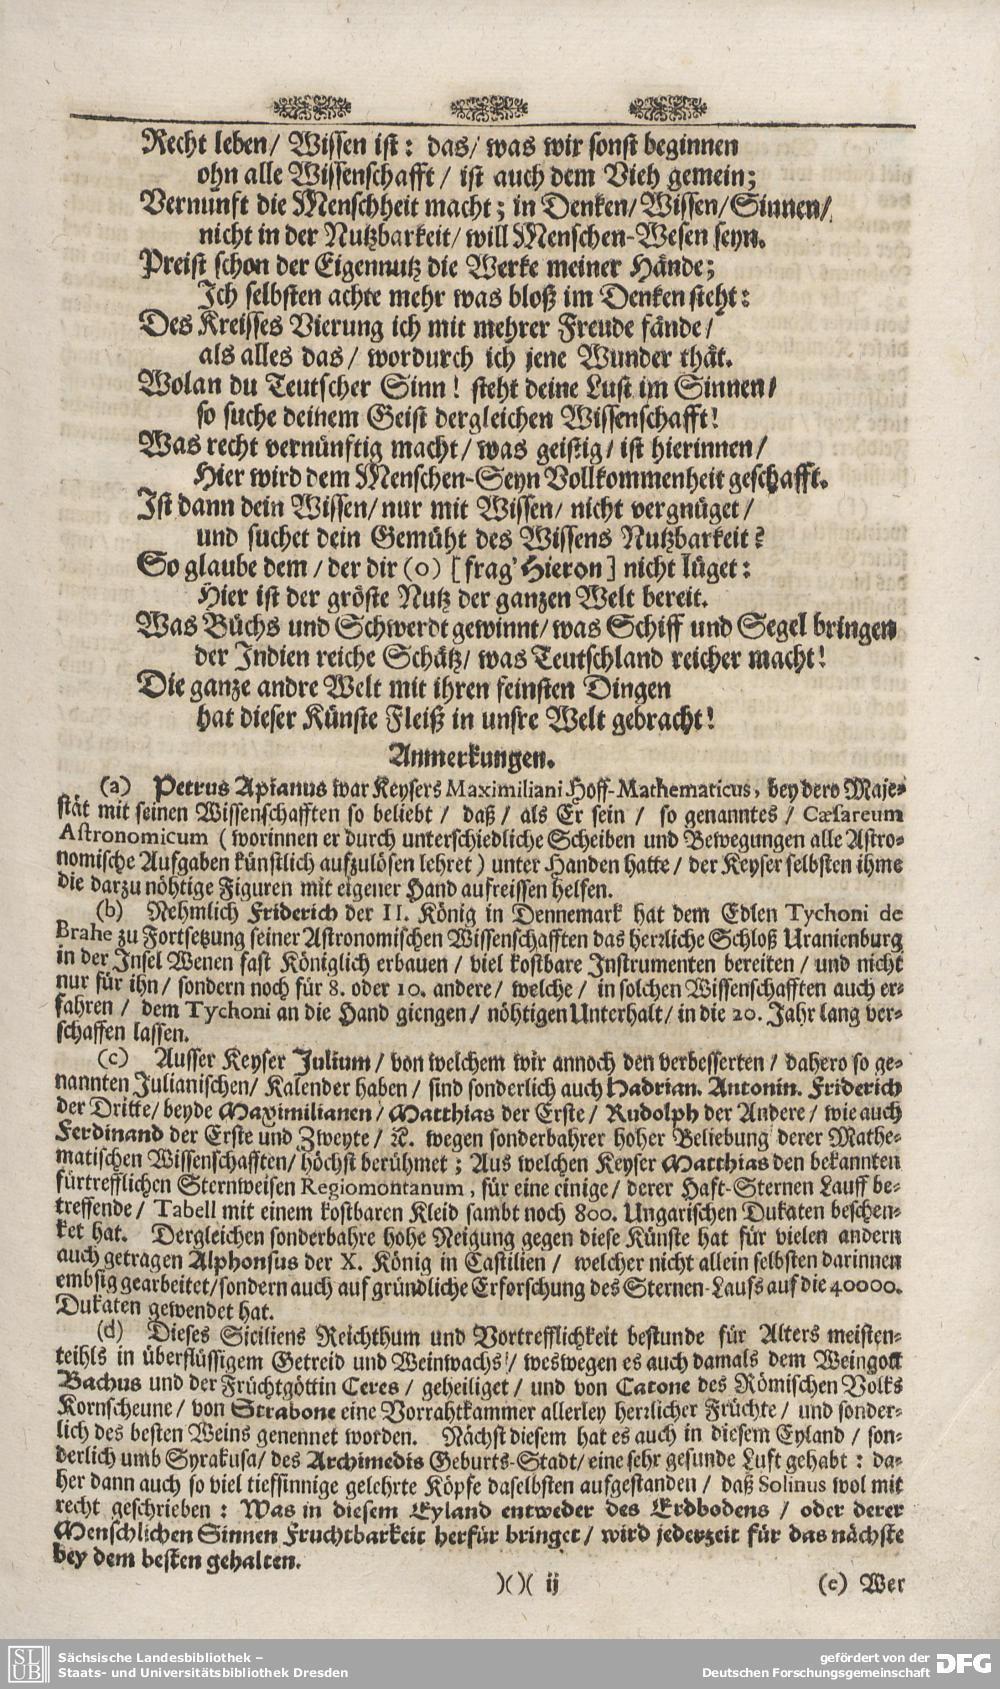 Recht leben/ Wissen ist: das/ was wir sonst beginnen
ohn alle Wissenschafft/ ist auch dem Vieh gemein;
Vernunft die Menschheit macht; in Denken/ Wissen/ Sinnen/
nicht in der Nutzbarkeit/ will Menschen-Wesen seyn.
Preist schon der Eigennutz die Werke meiner Hände;
Ich selbsten achte mehr was bloß im Denken steht:
Des Kreisses Vierung ich mit mehrer Freude fände/
als alles das/ wordurch ich jene Wunder thät.
Wolan du Teutscher Sinn! steht deine Lust im Sinnen/
so suche deinem Geist dergleichen Wissenschafft!
Was recht vernünftig macht/ was geistig/ ist hierinnen/
Hier wird dem Menschen-Seyn Vollkommenheit geschafft.
Ist dann dein Wissen/ nur mit Wissen/ nicht vergnüget/
und suchet dein Gemüht des Wissens Nutzbarkeit?
So glaube dem/ der dir (o) [frag' Hieron] nicht lüget:
Hier ist der gröste Nutz der ganzen Welt bereit.
Was Büchs und Schwerdt gewinnt/ was Schiff und Segel bringen
der Indien reiche Schätz/ was Teutschland reicher macht!
Die ganze andre Welt mit ihren feinsten Dingen
hat dieser Künste Fleiß in unsre Welt gebracht!
Anmerkungen.
(a) Petrus Apianus war Keysers Maximiliani Hoff-Mathematicus, bey dero Maje-
stät mit seinen Wissenschafften so beliebt/ daß/ als Er sein/ so genanntes/ Cæsareum
Astronomicum (worinnen er durch unterschiedliche Scheiben und Bewegungen alle Astro-
nomische Aufgaben künstlich aufzulösen lehret) unter Handen hatte/ der Keyser selbsten ihme
die darzu nöhtige Figuren mit eigener Hand aufreissen helfen.
(b) Nehmlich Friderich der II. König in Dennemark hat dem Edlen Tychoni de
Brahe zu Fortsetzung seiner Astronomischen Wissenschafften das herzliche Schloß Uranienburg
in der Insel Wenen fast Königlich erbauen/ viel kostbare Instrumenten bereiten/ und nicht
nur für ihn/ sondern noch für 8. oder 10. andere/ welche/ in solchen Wissenschafften auch er-
fahren/ dem Tychoni an die Hand giengen/ nöhtigen Unterhalt/ in die 20. Jahr lang ver-
schaffen lassen.
(c) Ausser Keyser Julium/ von welchem wir annoch den verbesserten/ dahero so ge-
nannten Julianischen/ Kalender haben/ sind sonderlich auch Hadrian. Antonin. Friderich
der Dritte/ beyde Maximilianen/ Matthias der Erste/ Rudolph der Andere/ wie auch
Ferdinand der Erste und Zweyte/ ꝛc. wegen sonderbahrer hoher Beliebung derer Mathe-
matischen Wissenschafften/ höchst berühmet; Aus welchen Keyser Matthias den bekannten
fürtrefflichen Sternweisen Regiomontanum, für eine einige/ derer Haft-Sternen Lauff be-
treffende/ Tabell mit einem kostbaren Kleid sambt noch 800. Ungarischen Dukaten beschen-
ket hat. Dergleichen sonderbahre hohe Neigung gegen diese Künste hat für vielen andern
auch getragen Alphonsus der X. König in Castilien/ welcher nicht allein selbsten darinnen
embsig gearbeitet/ sondern auch auf gründliche Erforschung des Sternen-Laufs auf die 40000.
Dukaten gewendet hat.
(d) Dieses Siciliens Reichthum und Vortrefflichkeit bestunde für Alters meisten-
teihls in überflüssigem Getreid und Weinwachs/ weswegen es auch damals dem Weingott
Bachus und der Früchtgöttin Ceres/ geheiliget/ und von Catone des Römischen Volks
Kornscheune/ von Strabone eine Vorrahtkammer allerley herzlicher Früchte/ und sonder-
lich des besten Weins genennet worden. Nächst diesem hat es auch in diesem Eyland/ son-
derlich umb Syrakusa/ des Archimedis Geburts-Stadt/ eine sehr gesunde Luft gehabt: da-
her dann auch so viel tieffsinnige gelehrte Köpfe daselbsten aufgestanden/ daß Solinus wol mit
recht geschrieben: Was in diesem Eyland entweder des Erdbodens/ oder derer
Menschlichen Sinnen Fruchtbarkeit herfür bringet/ wird jederzeit für das nächste
bey dem besten gehalten.
)( )( ij (e) Wer
SLUB Sächsische Landesbibliothek –
Staats- und Universitätsbibliothek Dresden
gefördert von der
Deutschen Forschungsgemeinschaft DFG